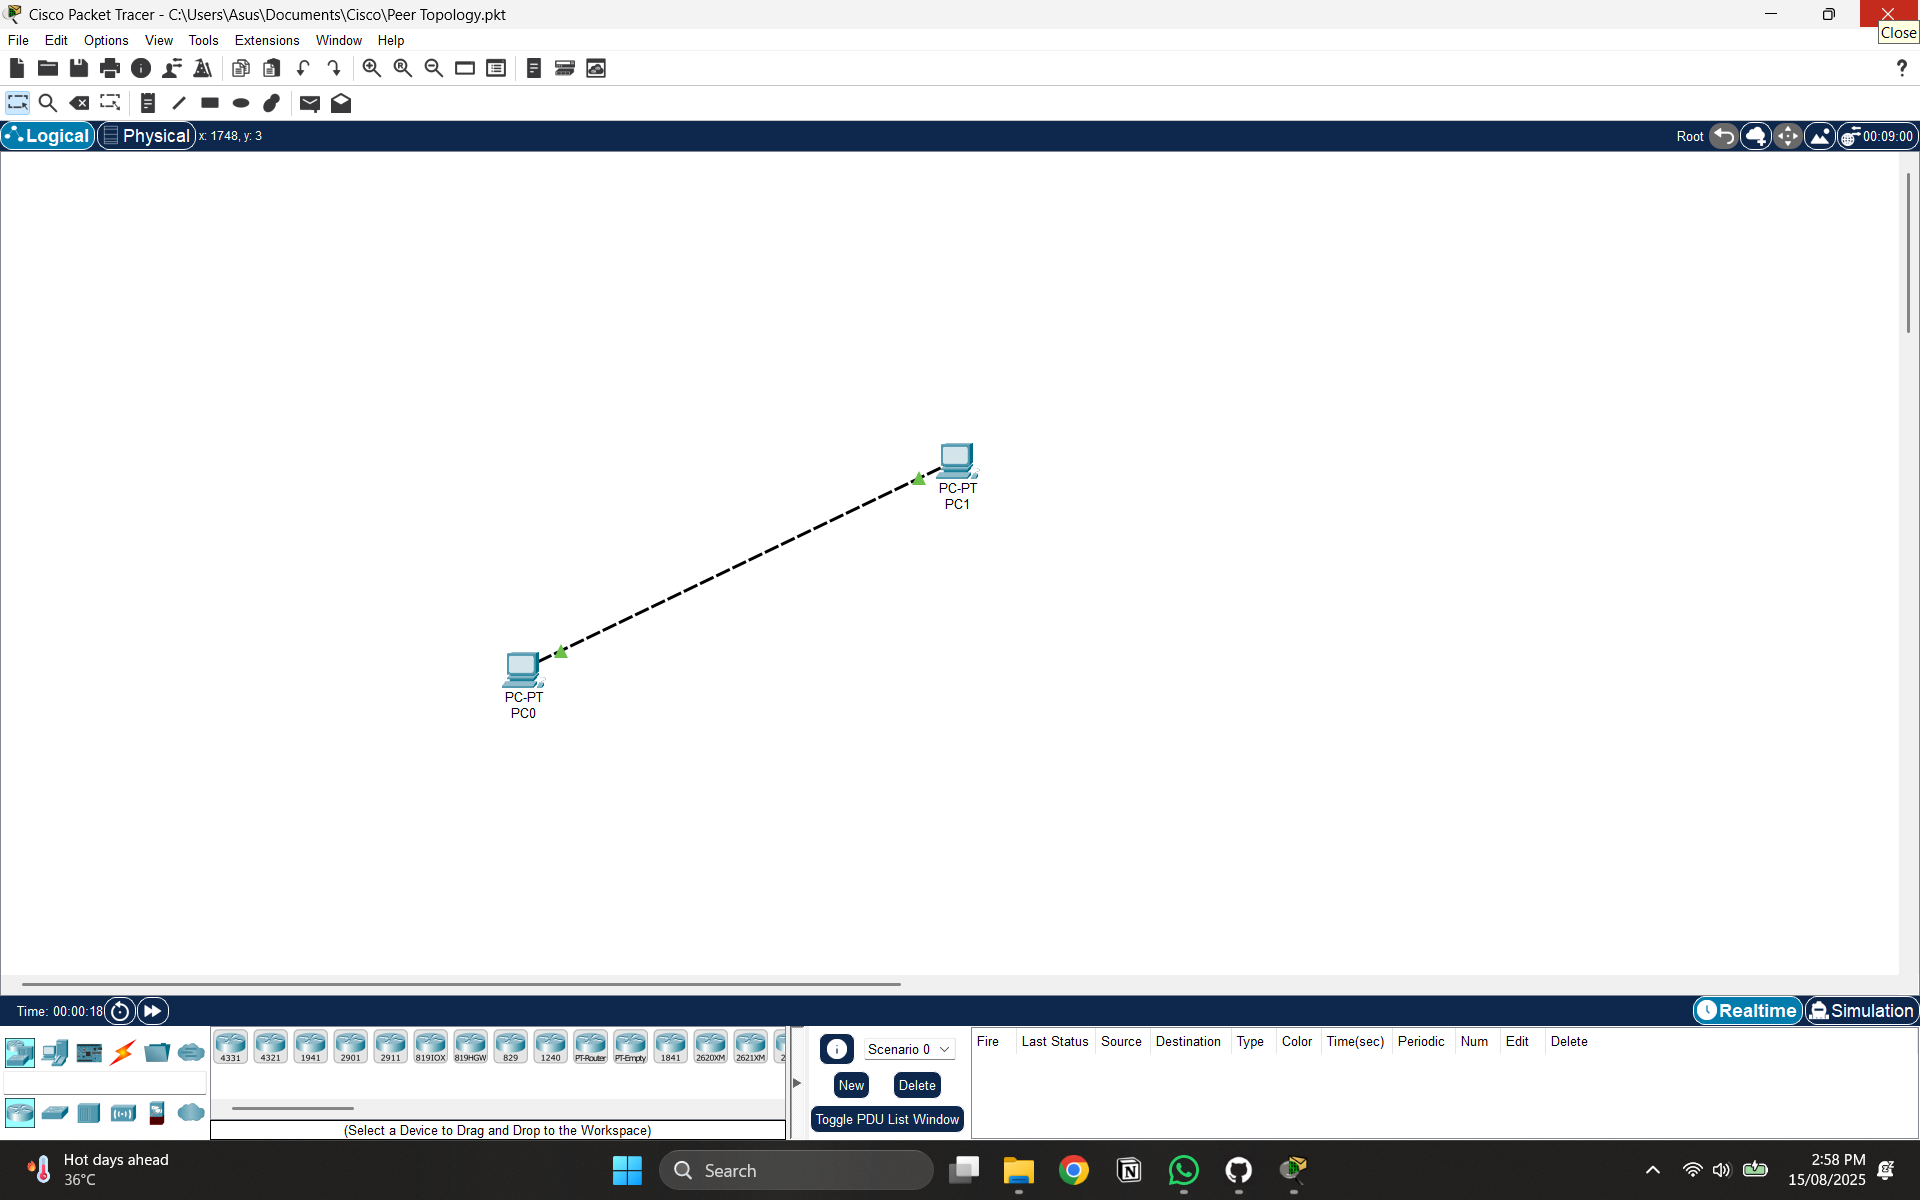 Cisco Packet Tracer - C:\Users\Asus\Documents\Cisco\Peer Topology.pkt
Close
File Edit Options View Tools Extensions Window Help
?
Logical Physical x: 1748, y: 3 Root 00:09:00
PC-PT
PC1
PC-PT
PC0
Time: 00:00:18 Realtime Simulation
4331 4321 1941 2901 2911 819IOX 819HGW 829 1240 PT-Router PT-Empty 1841 2620XM 2621XM 2
Scenario 0
New Delete
Toggle PDU List Window
Fire Last Status Source Destination Type Color Time(sec) Periodic Num Edit Delete
(Select a Device to Drag and Drop to the Workspace)
Hot days ahead
36°C
Search
2:58 PM
15/08/2025